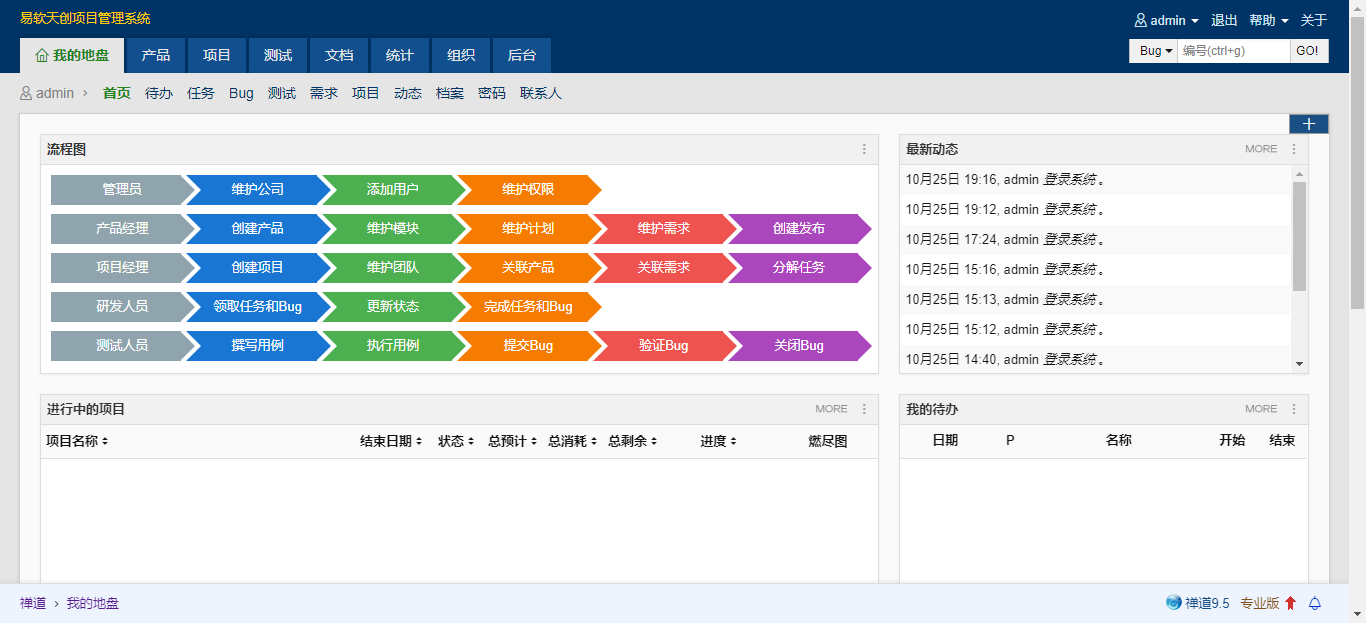 易软天创项目管理系统
admin 退出 帮助 关于
我的地盘 产品 项目 测试 文档 统计 组织 后台
Bug 编号(ctrl+g) GO!
admin › 首页 待办 任务 Bug 测试 需求 项目 动态 档案 密码 联系人
流程图
管理员 维护公司 添加用户 维护权限
产品经理 创建产品 维护模块 维护计划 维护需求 创建发布
项目经理 创建项目 维护团队 关联产品 关联需求 分解任务
研发人员 领取任务和Bug 更新状态 完成任务和Bug
测试人员 撰写用例 执行用例 提交Bug 验证Bug 关闭Bug
最新动态 MORE
10月25日 19:16, admin 登录系统 。
10月25日 19:12, admin 登录系统 。
10月25日 17:24, admin 登录系统 。
10月25日 15:16, admin 登录系统 。
10月25日 15:13, admin 登录系统 。
10月25日 15:12, admin 登录系统 。
10月25日 14:40, admin 登录系统 。
进行中的项目 MORE
项目名称 结束日期 状态 总预计 总消耗 总剩余 进度 燃尽图
我的待办 MORE
日期 P 名称 开始 结束
禅道 › 我的地盘
禅道9.5 专业版